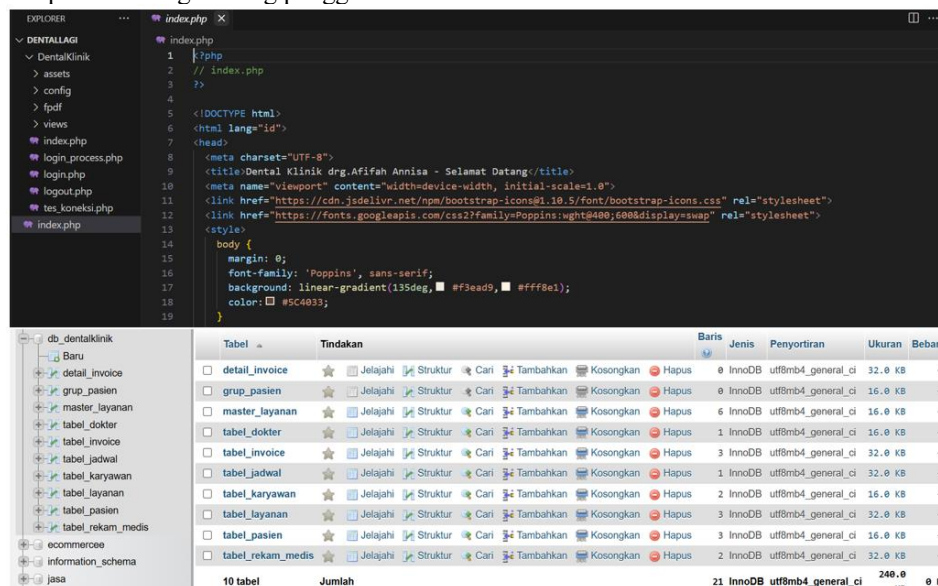 EXPLORER ... index.php ×
DENTALLAGI index.php
DentalKlinik 1 <?php
assets 2 // index.php
config 3 ?>
fpdf 4
views 5 <!DOCTYPE html>
index.php 6 <html lang="id">
login_process.php 7 <head>
login.php 8 <meta charset="UTF-8">
logout.php 9 <title>Dental Klinik drg.Afifah Annisa - Selamat Datang</title>
tes_koneksi.php 10 <meta name="viewport" content="width=device-width, initial-scale=1.0">
index.php 11 <link href="https://cdn.jsdelivr.net/npm/bootstrap-icons@1.10.5/font/bootstrap-icons.css" rel="stylesheet">
12 <link href="https://fonts.googleapis.com/css2?family=Poppins:wght@400;600&display=swap" rel="stylesheet">
13 <style>
14 body {
15 margin: 0;
16 font-family: 'Poppins', sans-serif;
17 background: linear-gradient(135deg, #f3ead9, #fff8e1);
18 color: #5C4033;
19 }
db_dentalklinik
Baru
detail_invoice
grup_pasien
master_layanan
tabel_dokter
tabel_invoice
tabel_jadwal
tabel_karyawan
tabel_layanan
tabel_pasien
tabel_rekam_medis
ecommercee
information_schema
jasa
Tabel Tindakan Baris Jenis Penyortiran Ukuran
detail_invoice Jelajahi Struktur Cari Tambahkan Kosongkan Hapus 0 InnoDB utf8mb4_general_ci 32.0 KB
grup_pasien Jelajahi Struktur Cari Tambahkan Kosongkan Hapus 0 InnoDB utf8mb4_general_ci 16.0 KB
master_layanan Jelajahi Struktur Cari Tambahkan Kosongkan Hapus 6 InnoDB utf8mb4_general_ci 16.0 KB
tabel_dokter Jelajahi Struktur Cari Tambahkan Kosongkan Hapus 1 InnoDB utf8mb4_general_ci 16.0 KB
tabel_invoice Jelajahi Struktur Cari Tambahkan Kosongkan Hapus 3 InnoDB utf8mb4_general_ci 32.0 KB
tabel_jadwal Jelajahi Struktur Cari Tambahkan Kosongkan Hapus 1 InnoDB utf8mb4_general_ci 32.0 KB
tabel_karyawan Jelajahi Struktur Cari Tambahkan Kosongkan Hapus 2 InnoDB utf8mb4_general_ci 16.0 KB
tabel_layanan Jelajahi Struktur Cari Tambahkan Kosongkan Hapus 3 InnoDB utf8mb4_general_ci 32.0 KB
tabel_pasien Jelajahi Struktur Cari Tambahkan Kosongkan Hapus 3 InnoDB utf8mb4_general_ci 16.0 KB
tabel_rekam_medis Jelajahi Struktur Cari Tambahkan Kosongkan Hapus 2 InnoDB utf8mb4_general_ci 32.0 KB
10 tabel Jumlah 21 InnoDB utf8mb4_general_ci 240.0